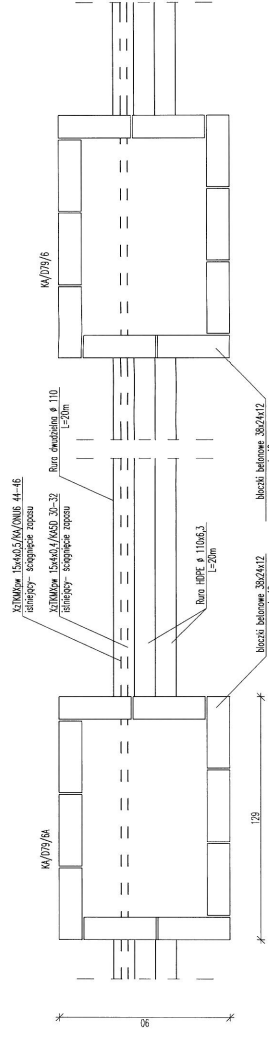 XzTKMXpw 15x4x0,5/KA/ONU6 44-46
istniejący- ściągnięcie zapasu
XzTKMXpw 15x4x0,4/KA5D 30-32
istniejący- ściągnięcie zapasu
Rura dwudzielna ø 110
L=20m
KA/D79/6
KA/D79/6A
Rura HDPE ø 110x6,3
L=20m
bloczki betonowe 38x24x12
bloczki betonowe 38x24x12
129
90